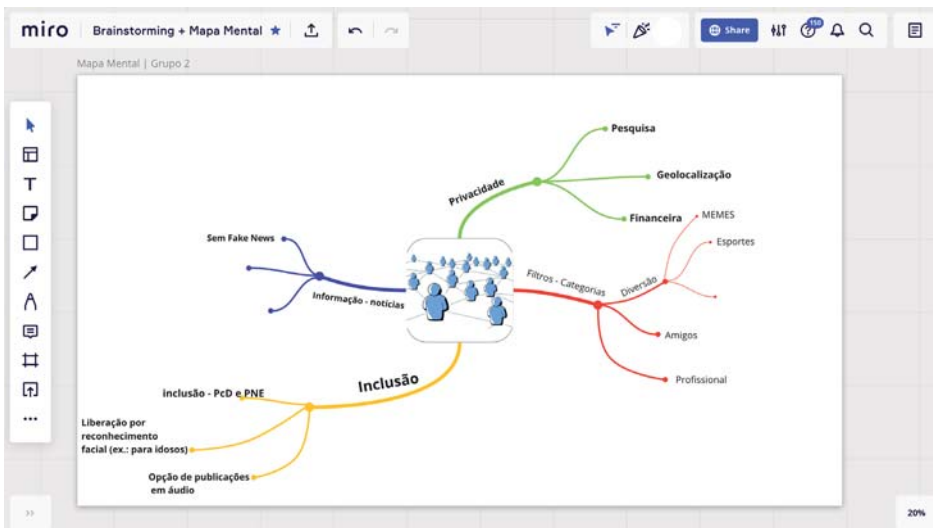 miro
Brainstorming + Mapa Mental
Share
150
Mapa Mental | Grupo 2
Pesquisa
Privacidade
Geolocalização
Financeira
MEMES
Esportes
Sem Fake News
Filtros - Categorias
Diversão
Informação - notícias
Amigos
Profissional
Inclusão
inclusão - PcD e PNE
Liberação por
reconhecimento
facial (ex.: para idosos)
Opção de publicações
em áudio
20%